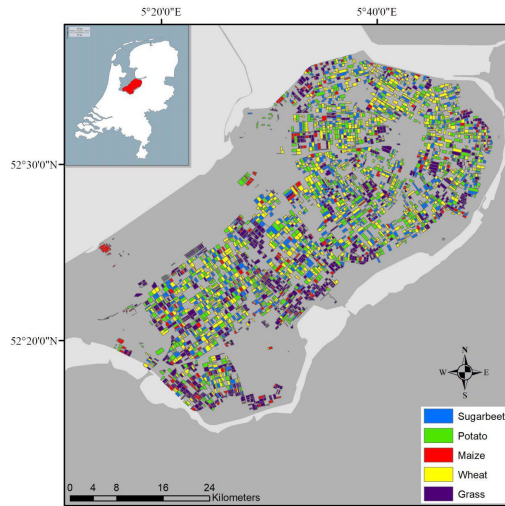 5°20'0"E 5°40'0"E
52°30'0"N
52°20'0"N
N
W E
S
Sugarbeet
Potato
Maize
Wheat
Grass
0 4 8 16 24
Kilometers